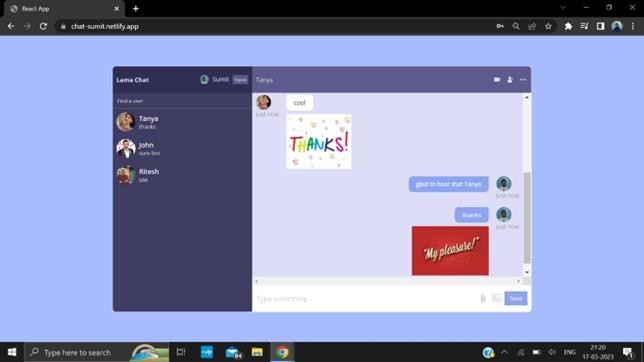 React App
chat-sumit.netlify.app
Lama Chat
Sumit
Tanya
Find a user
Tanya
thanks
John
sure bro
Ritesh
yaa
cool
just now
THANKS!
glad to hear that Tanya
just now
thanks
just now
"My pleasure!"
Type something...
Send
Type here to search
84
ENG
21:20
17-03-2023